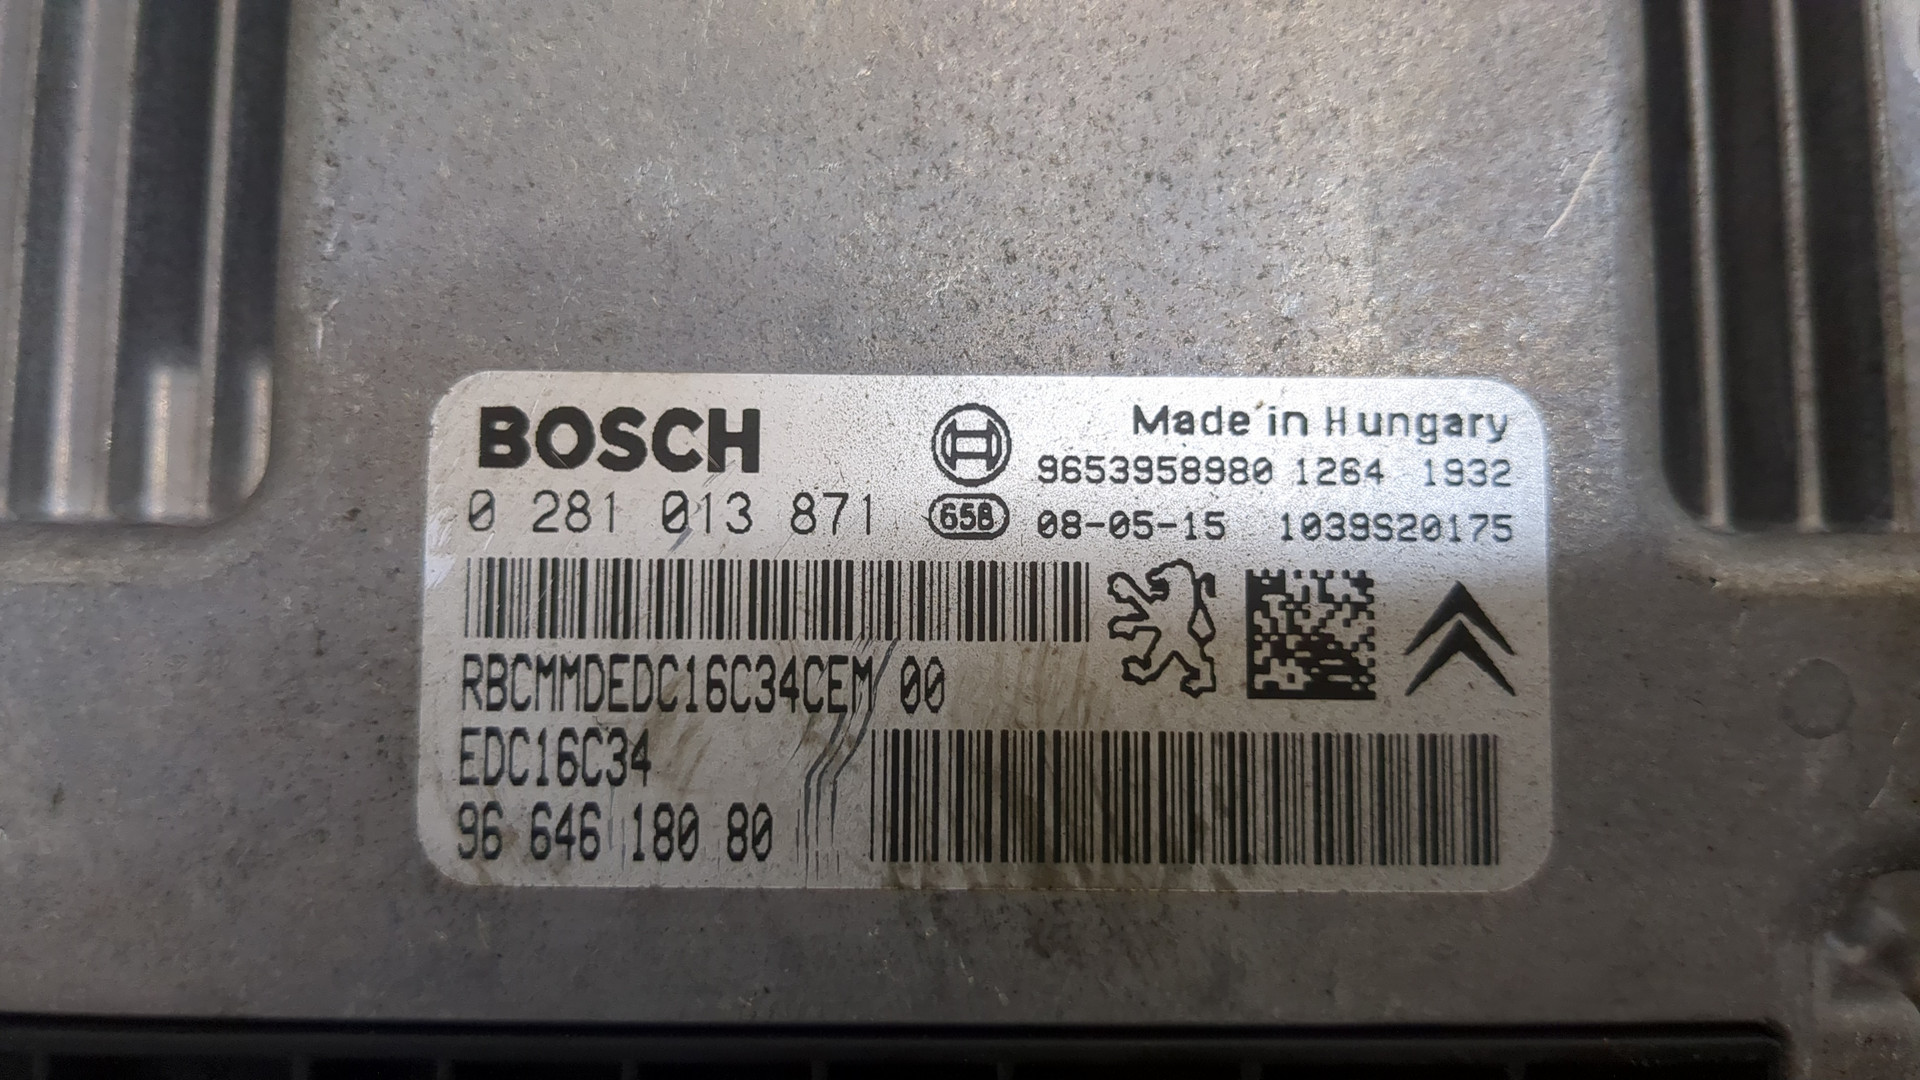 BOSCH
Made in Hungary
9653958980 1264 1932
0 281 013 871
658
08-05-15 1039S20175
RBCMMDEDC16C34CEM 00
EDC16C34
96 646 180 80